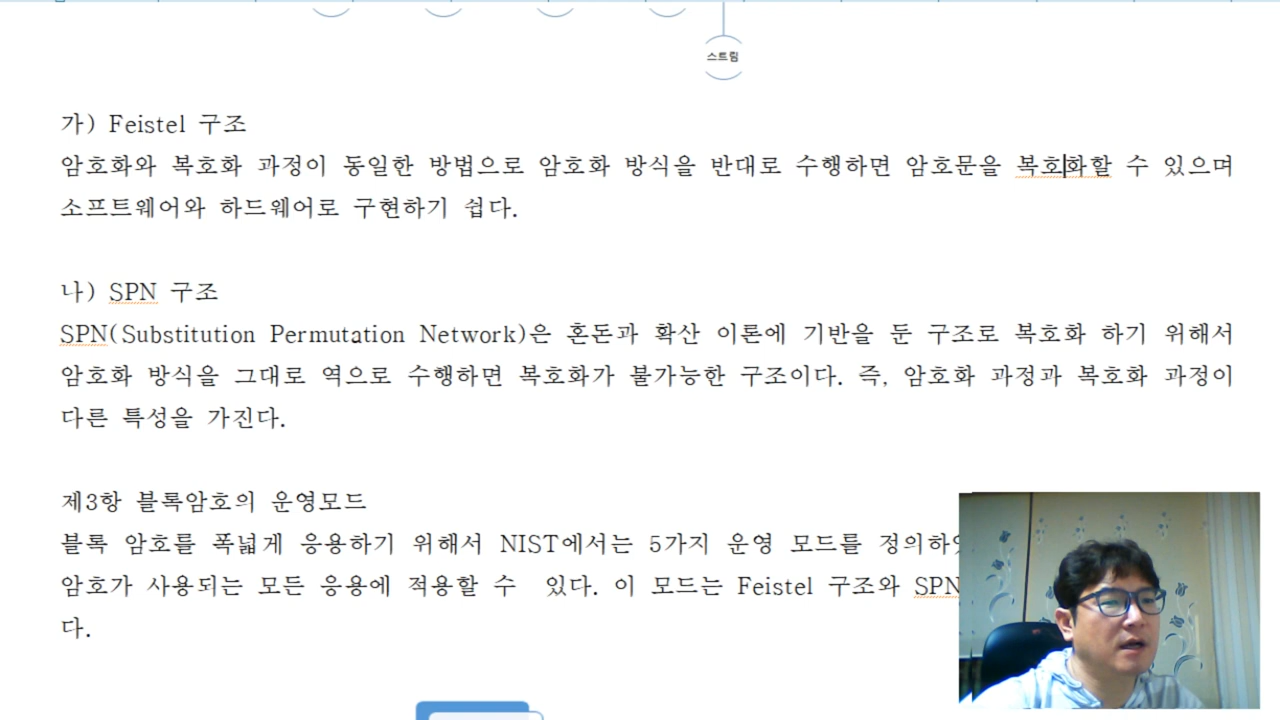 스트림
가) Feistel 구조
암호화와 복호화 과정이 동일한 방법으로 암호화 방식을 반대로 수행하면 암호문을 복호화할 수 있으며
소프트웨어와 하드웨어로 구현하기 쉽다.
나) SPN 구조
SPN(Substitution Permutation Network)은 혼돈과 확산 이론에 기반을 둔 구조로 복호화 하기 위해서
암호화 방식을 그대로 역으로 수행하면 복호화가 불가능한 구조이다. 즉, 암호화 과정과 복호화 과정이
다른 특성을 가진다.
제3항 블록암호의 운영모드
블록 암호를 폭넓게 응용하기 위해서 NIST에서는 5가지 운영 모드를 정의하
암호가 사용되는 모든 응용에 적용할 수 있다. 이 모드는 Feistel 구조와 SPN
다.